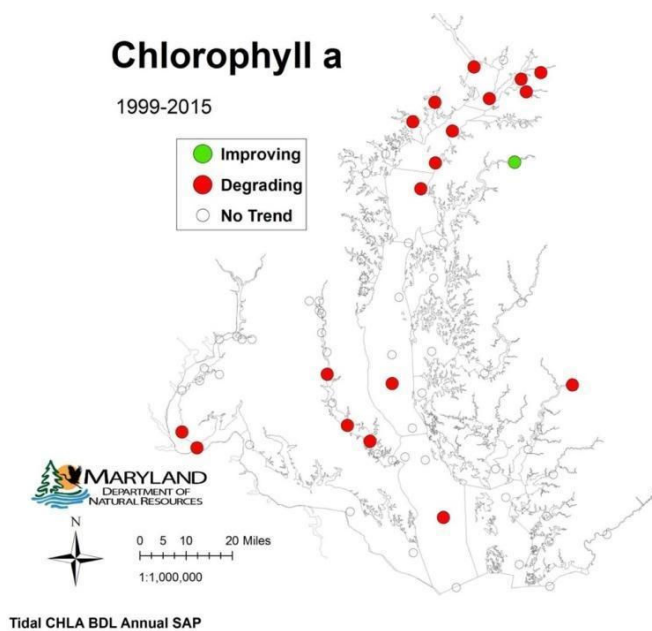 Chlorophyll a
1999-2015
Improving
Degrading
No Trend
MARYLAND
DEPARTMENT OF
NATURAL RESOURCES
N
0 5 10 20 Miles
1:1,000,000
Tidal CHLA BDL Annual SAP